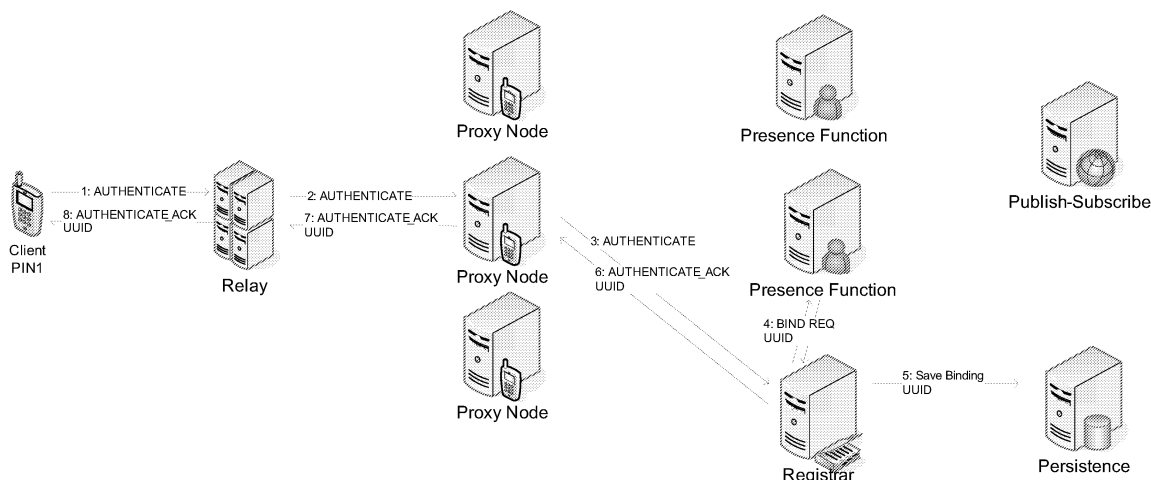 Proxy Node
Presence Function
Publish-Subscribe
1: AUTHENTICATE
8: AUTHENTICATE_ACK
UUID
Client
PIN1
Relay
2: AUTHENTICATE
7: AUTHENTICATE_ACK
UUID
Proxy Node
3: AUTHENTICATE
6: AUTHENTICATE_ACK
UUID
Presence Function
4: BIND REQ
UUID
Proxy Node
5: Save Binding
UUID
Registrar
Persistence